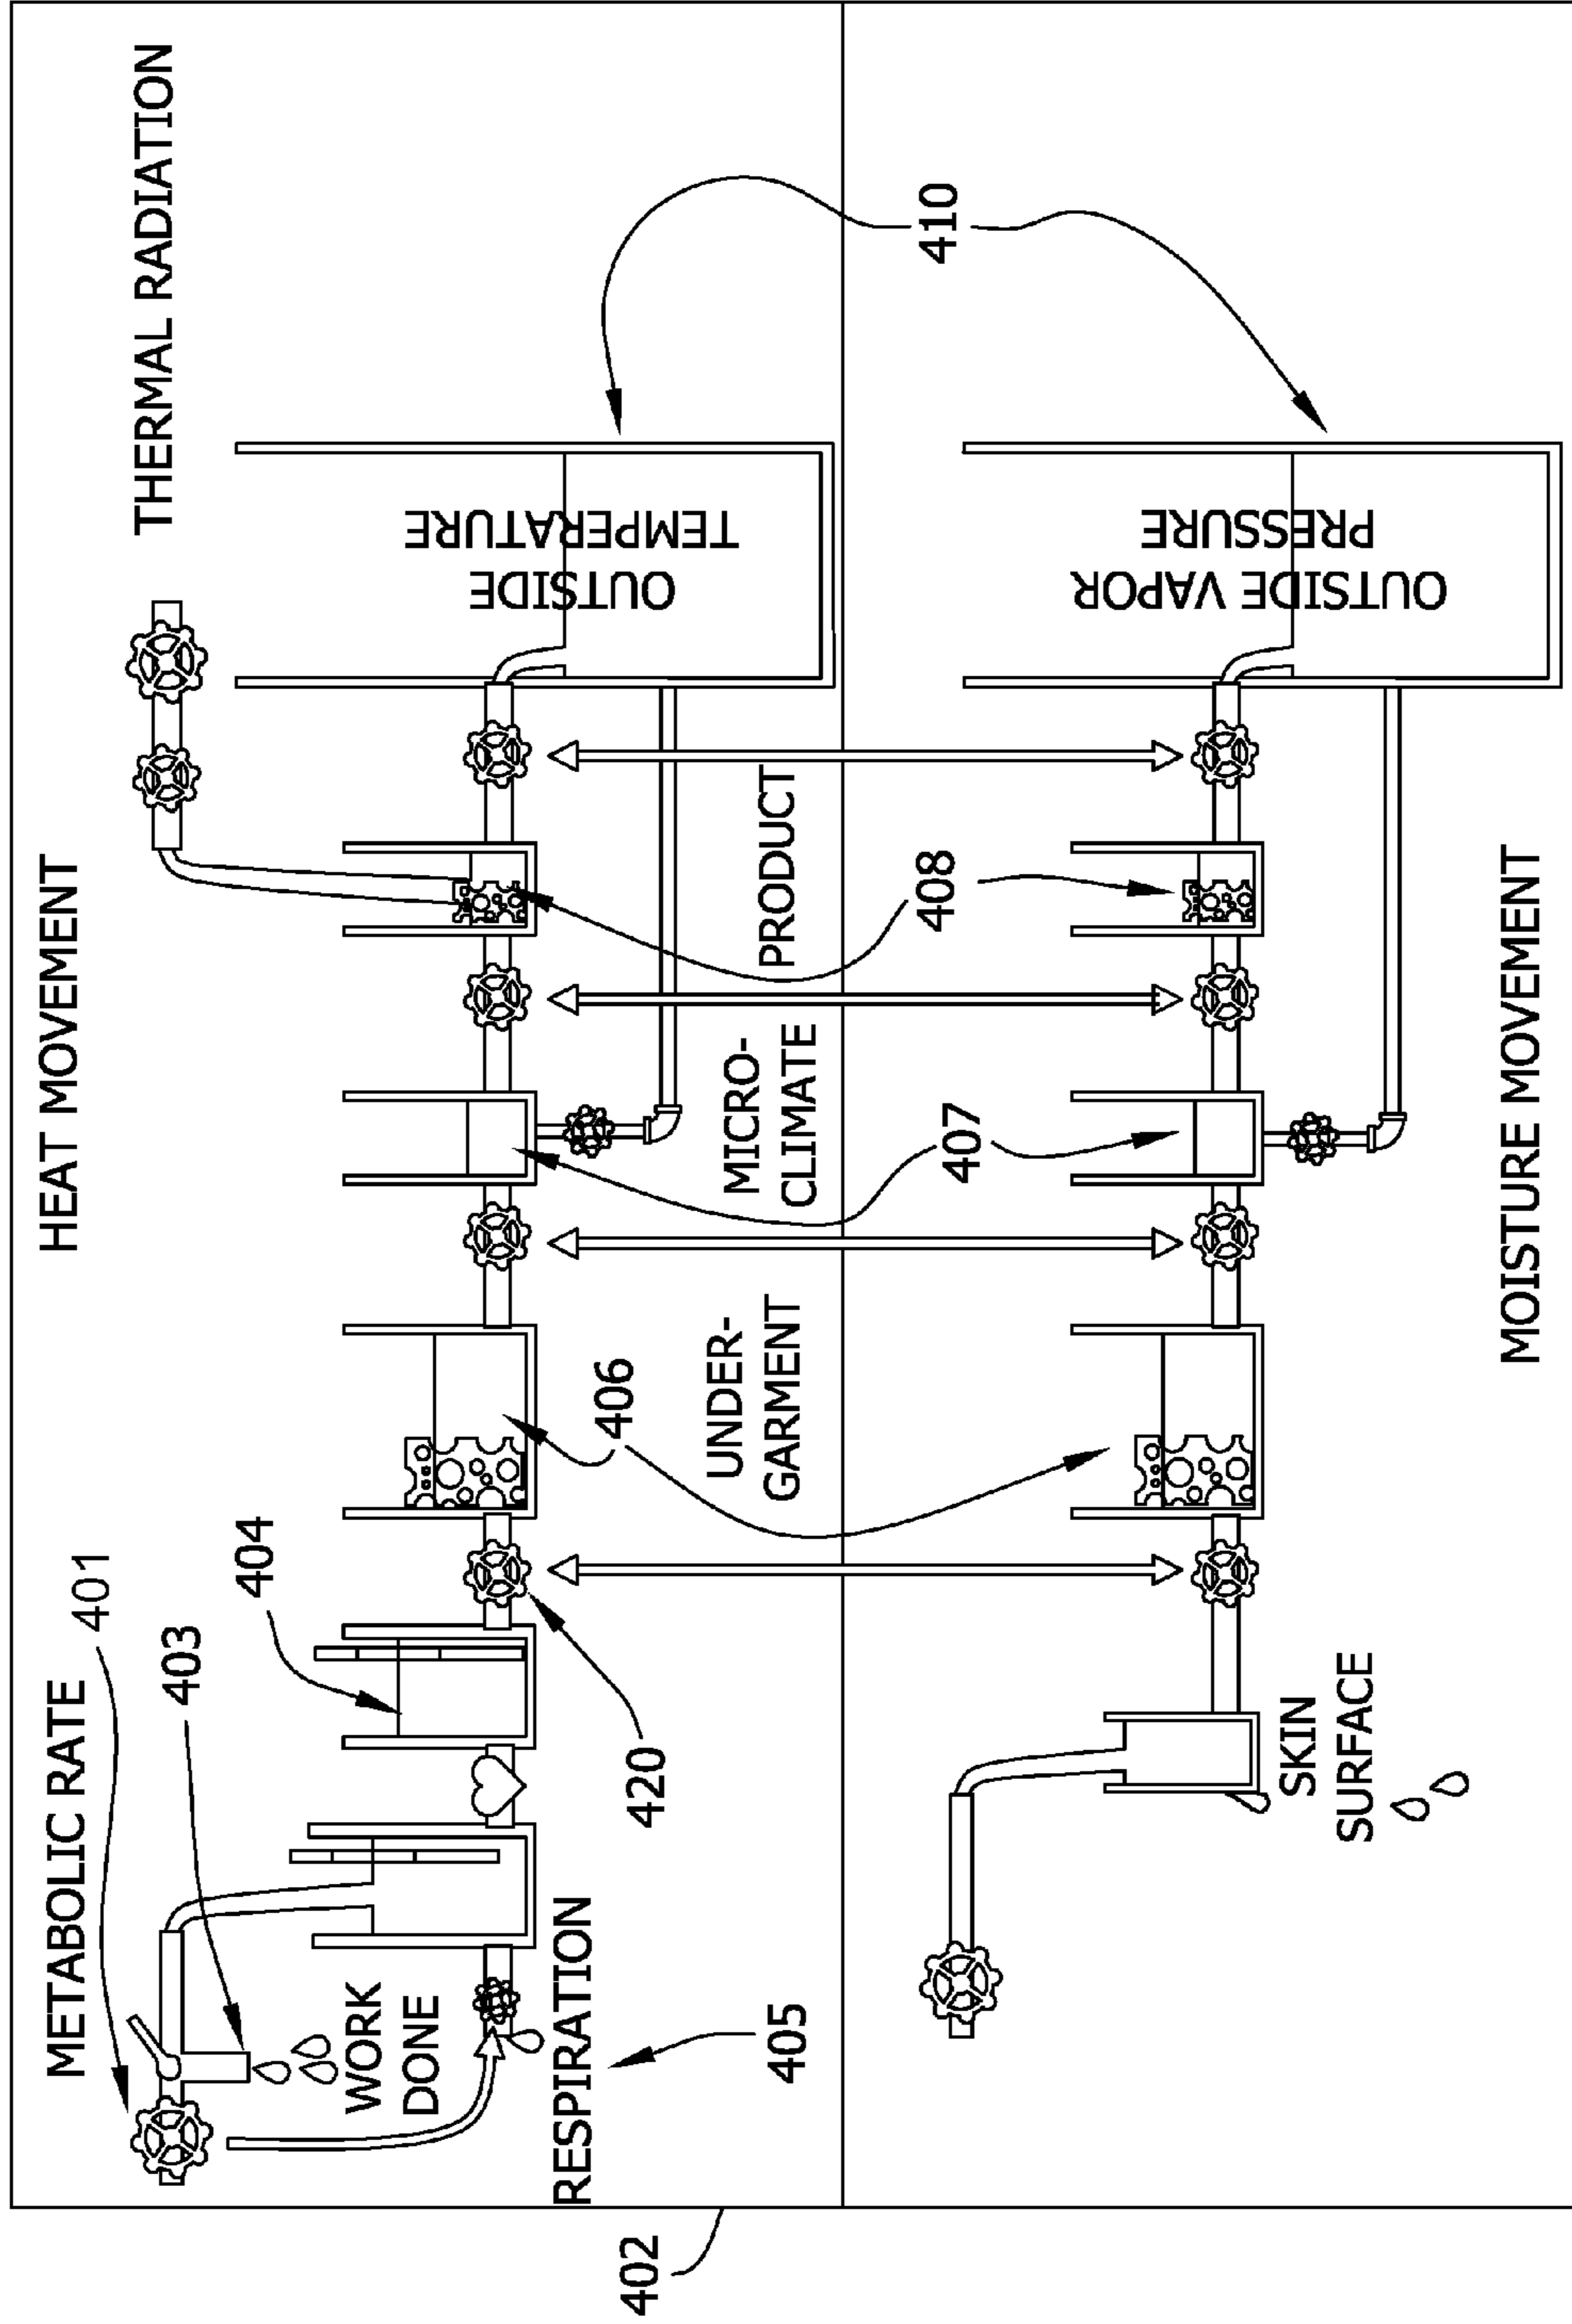 HEAT MOVEMENT
THERMAL RADIATION
METABOLIC RATE 401
403
404
WORK
DONE
RESPIRATION
405
420
406
UNDER-
GARMENT
MICRO-
CLIMATE
407
PRODUCT
408
OUTSIDE
TEMPERATURE
410
OUTSIDE VAPOR
PRESSURE
SKIN
SURFACE
MOISTURE MOVEMENT
402